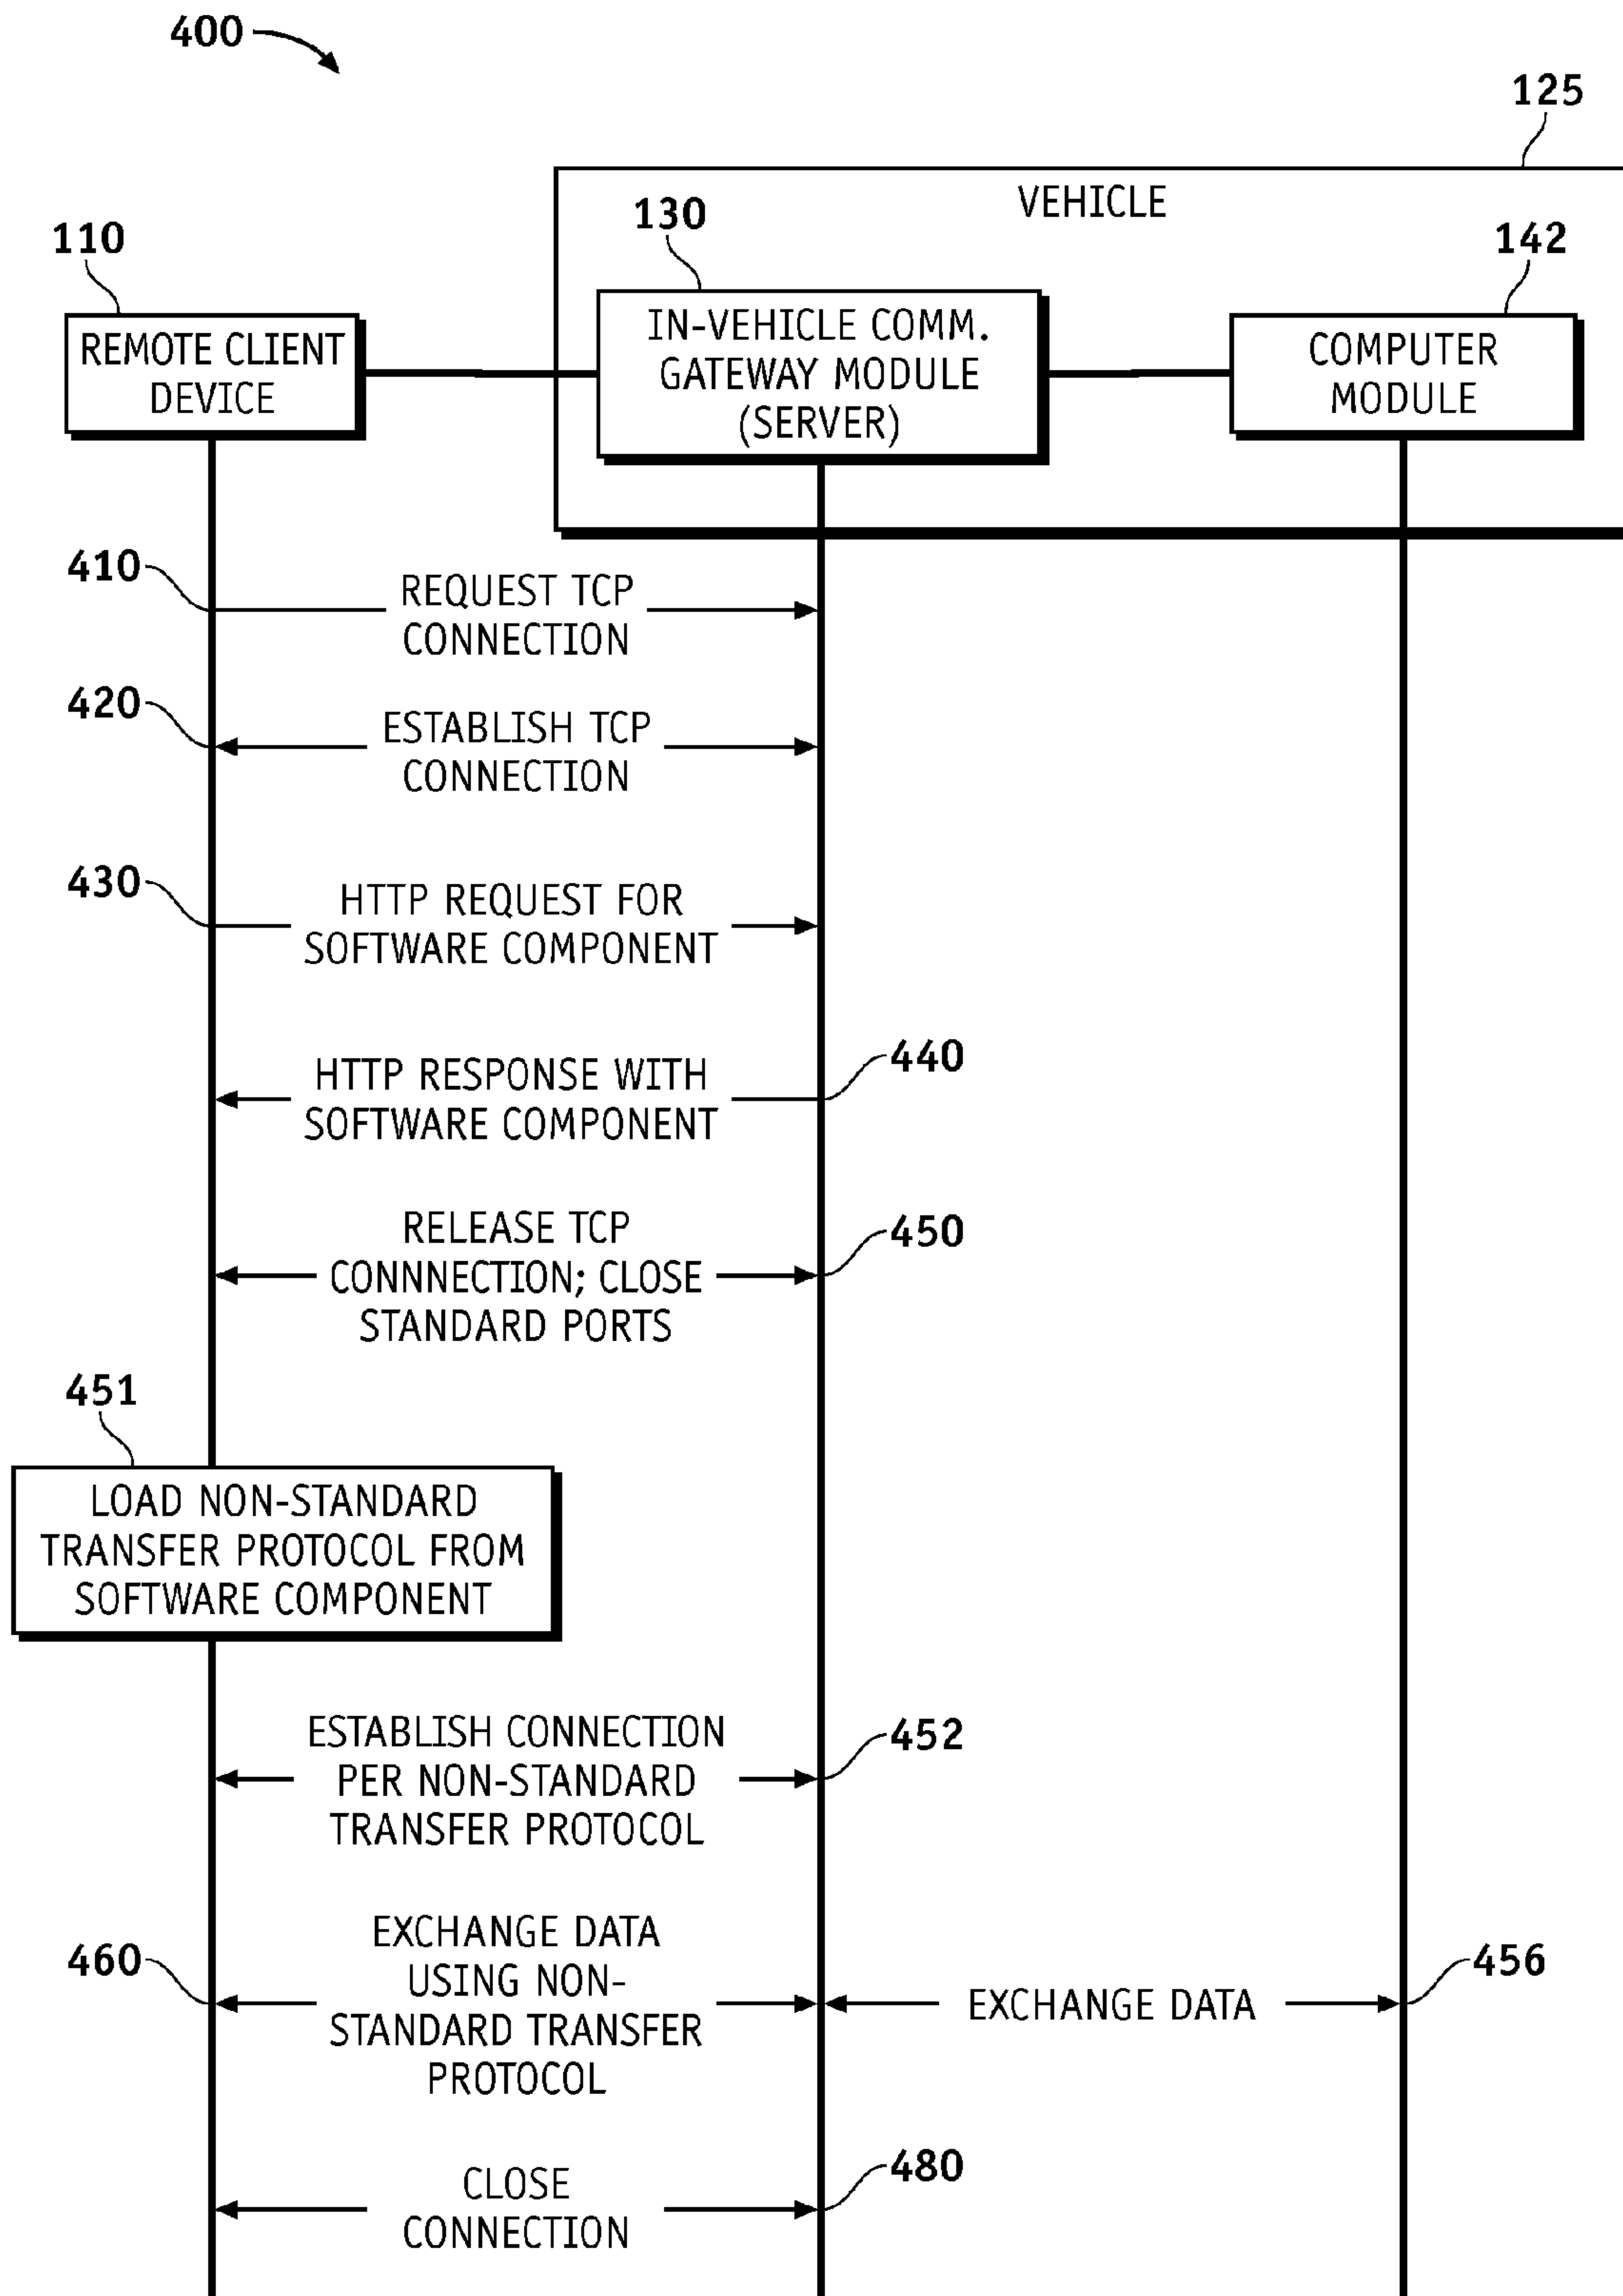 400
125
VEHICLE
130
110
142
REMOTE CLIENT
DEVICE
IN-VEHICLE COMM.
GATEWAY MODULE
(SERVER)
COMPUTER
MODULE
410
REQUEST TCP
CONNECTION
420
ESTABLISH TCP
CONNECTION
430
HTTP REQUEST FOR
SOFTWARE COMPONENT
440
HTTP RESPONSE WITH
SOFTWARE COMPONENT
450
RELEASE TCP
CONNNECTION; CLOSE
STANDARD PORTS
451
LOAD NON-STANDARD
TRANSFER PROTOCOL FROM
SOFTWARE COMPONENT
452
ESTABLISH CONNECTION
PER NON-STANDARD
TRANSFER PROTOCOL
460
EXCHANGE DATA
USING NON-
STANDARD TRANSFER
PROTOCOL
EXCHANGE DATA
456
480
CLOSE
CONNECTION